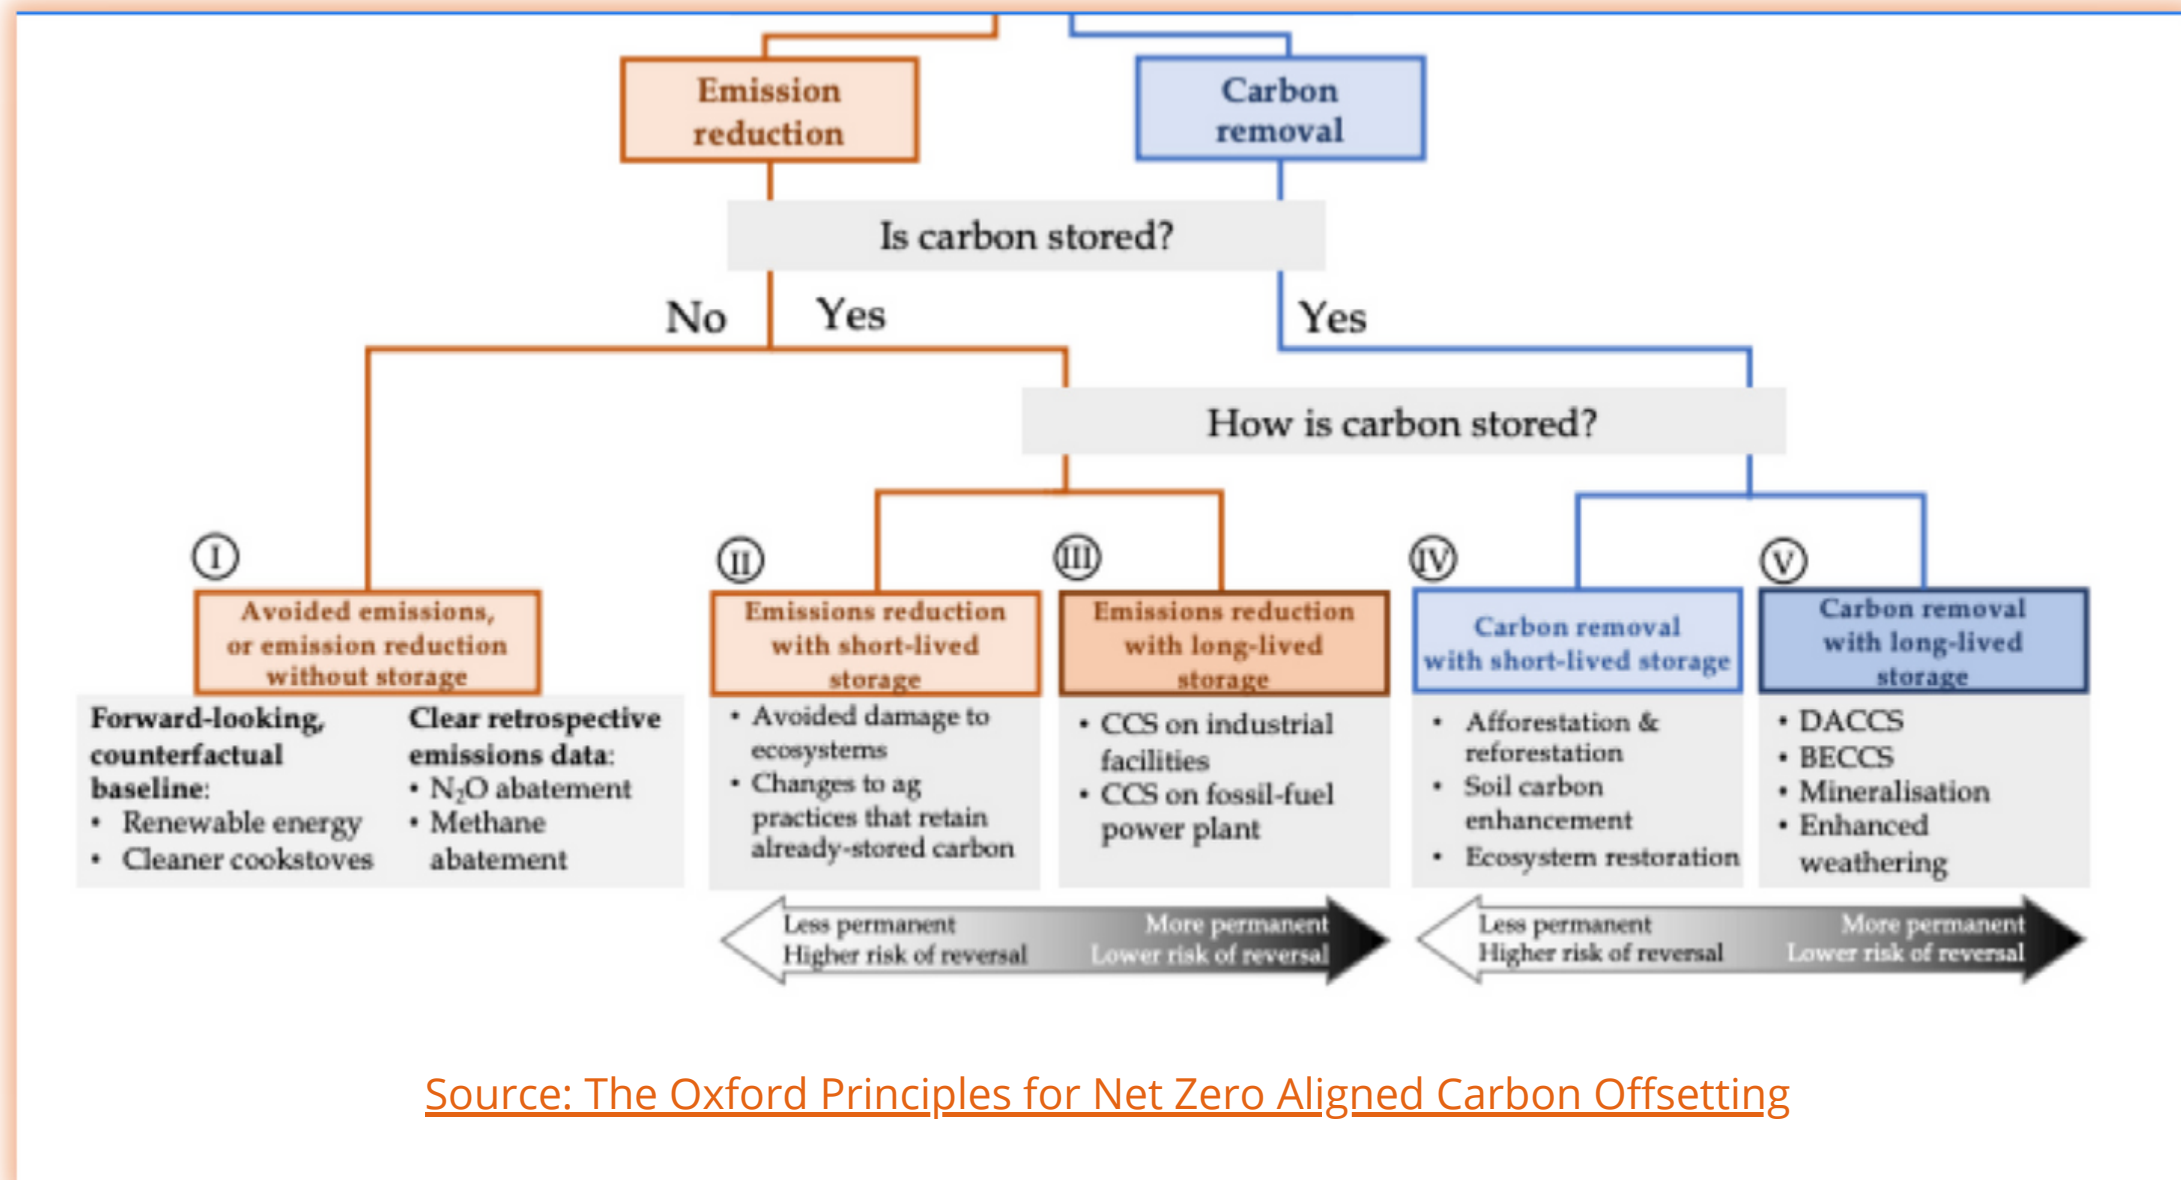 Emission
reduction
Carbon
removal
Is carbon stored?
No
Yes
Yes
How is carbon stored?
I
Avoided emissions,
or emission reduction
without storage
Forward-looking,
counterfactual
baseline:
• Renewable energy
• Cleaner cookstoves
Clear retrospective
emissions data:
• N₂O abatement
• Methane
abatement
II
Emissions reduction
with short-lived
storage
• Avoided damage to
ecosystems
• Changes to ag
practices that retain
already-stored carbon
III
Emissions reduction
with long-lived
storage
• CCS on industrial
facilities
• CCS on fossil-fuel
power plant
IV
Carbon removal
with short-lived storage
• Afforestation &
reforestation
• Soil carbon
enhancement
• Ecosystem restoration
V
Carbon removal
with long-lived
storage
• DACCS
• BECCS
• Mineralisation
• Enhanced
weathering
Less permanent
Higher risk of reversal
More permanent
Lower risk of reversal
Less permanent
Higher risk of reversal
More permanent
Lower risk of reversal
Source: The Oxford Principles for Net Zero Aligned Carbon Offsetting